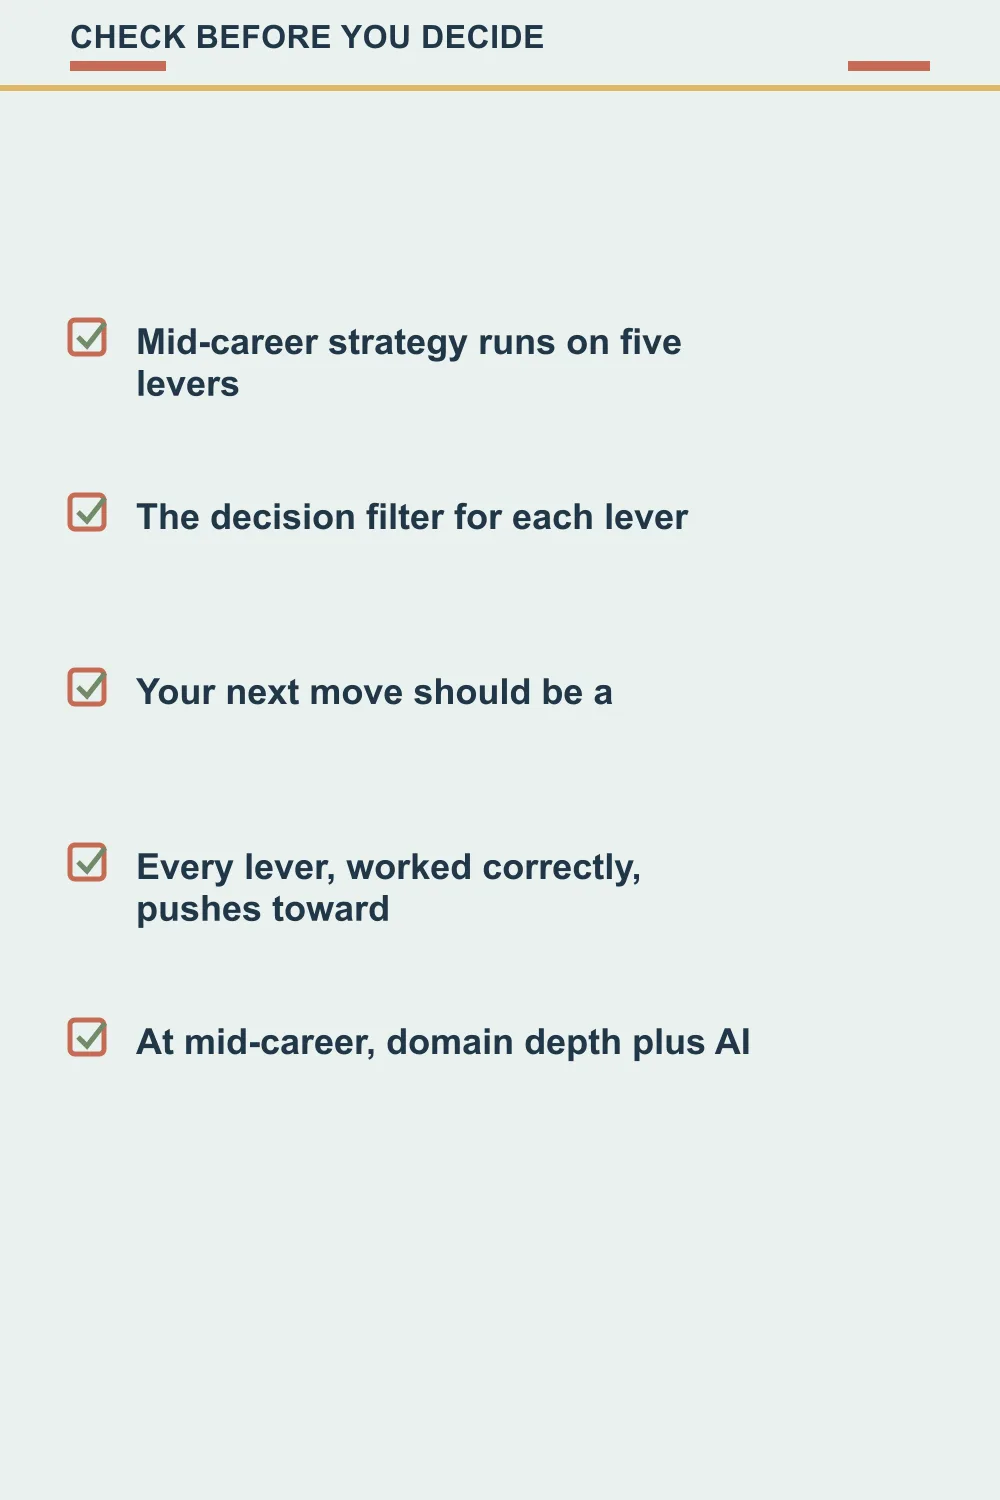 CHECK BEFORE YOU DECIDE
Mid-career strategy runs on five
levers
The decision filter for each lever
Your next move should be a
Every lever, worked correctly,
pushes toward
At mid-career, domain depth plus AI